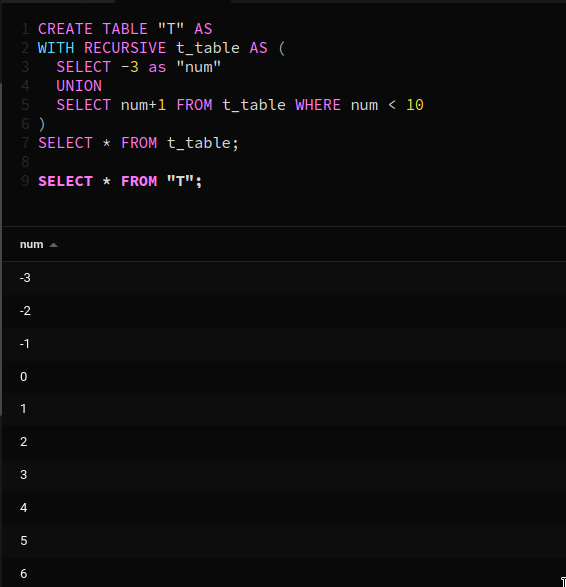 1 CREATE TABLE "T" AS
2 WITH RECURSIVE t_table AS (
3   SELECT -3 as "num"
4   UNION
5   SELECT num+1 FROM t_table WHERE num < 10
6 )
7 SELECT * FROM t_table;
8
9 SELECT * FROM "T";
num
-3
-2
-1
0
1
2
3
4
5
6